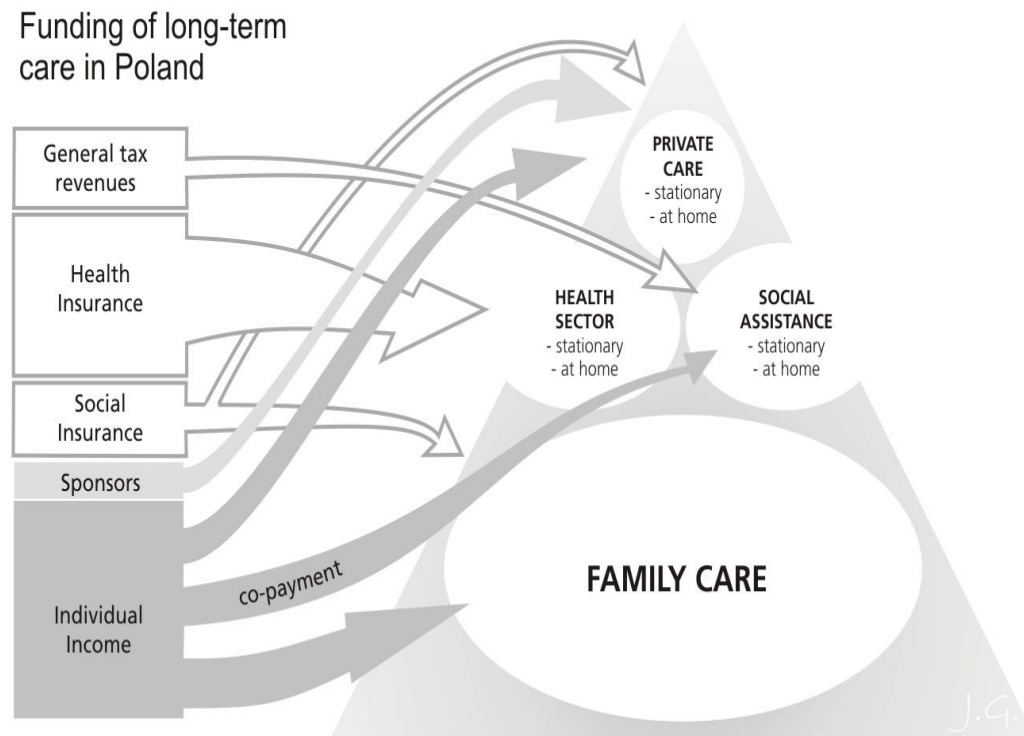 Funding of long-term
care in Poland
General tax
revenues
Health
Insurance
Social
Insurance
Sponsors
Individual
Income
co-payment
PRIVATE
CARE
- stationary
- at home
HEALTH
SECTOR
- stationary
- at home
SOCIAL
ASSISTANCE
- stationary
- at home
FAMILY CARE
J.G.